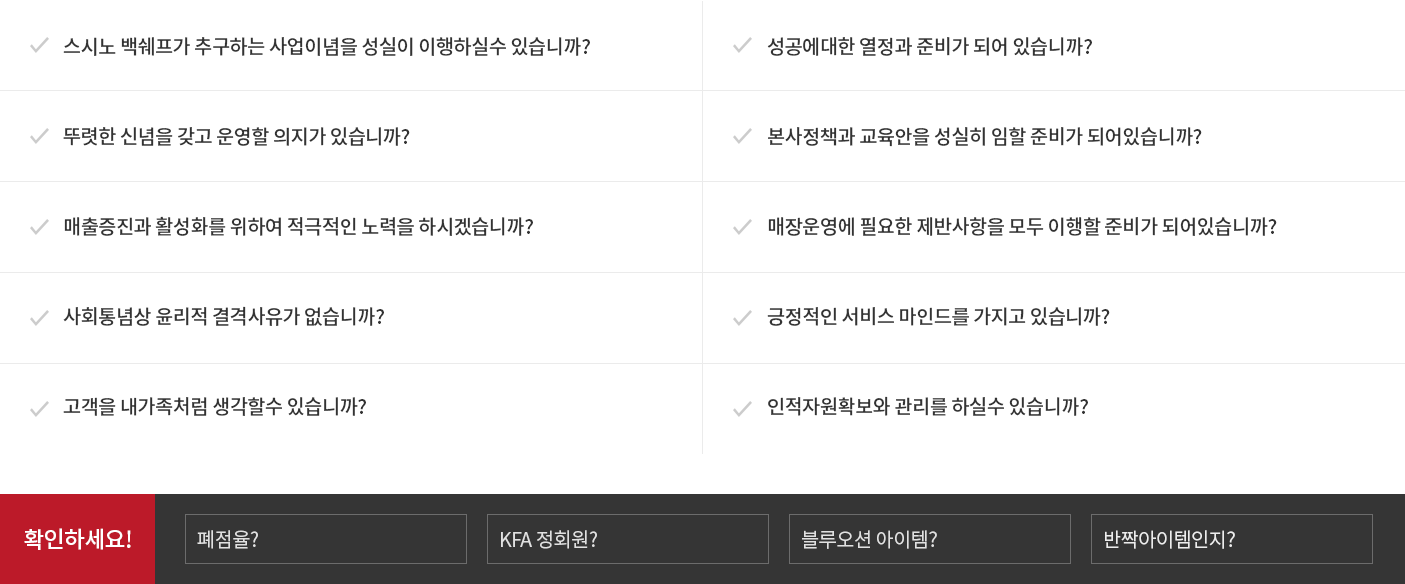 스시노 백쉐프가 추구하는 사업이념을 성실이 이행하실수 있습니까?
성공에대한 열정과 준비가 되어 있습니까?
뚜렷한 신념을 갖고 운영할 의지가 있습니까?
본사정책과 교육안을 성실히 임할 준비가 되어있습니까?
매출증진과 활성화를 위하여 적극적인 노력을 하시겠습니까?
매장운영에 필요한 제반사항을 모두 이행할 준비가 되어있습니까?
사회통념상 윤리적 결격사유가 없습니까?
긍정적인 서비스 마인드를 가지고 있습니까?
고객을 내가족처럼 생각할수 있습니까?
인적자원확보와 관리를 하실수 있습니까?
확인하세요!
폐점율?
KFA 정회원?
블루오션 아이템?
반짝아이템인지?